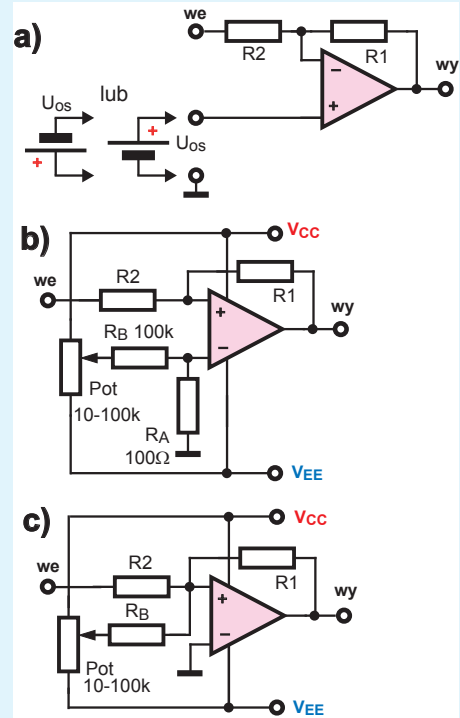 a)
we
R2
R1
−
+
wy
lub
UOS
+
+
UOS
b)
VCC
we
R2
R1
+
−
wy
RB 100k
Pot
10-100k
RA
100Ω
VEE
c)
VCC
we
R2
R1
+
−
wy
RB
Pot
10-100k
VEE